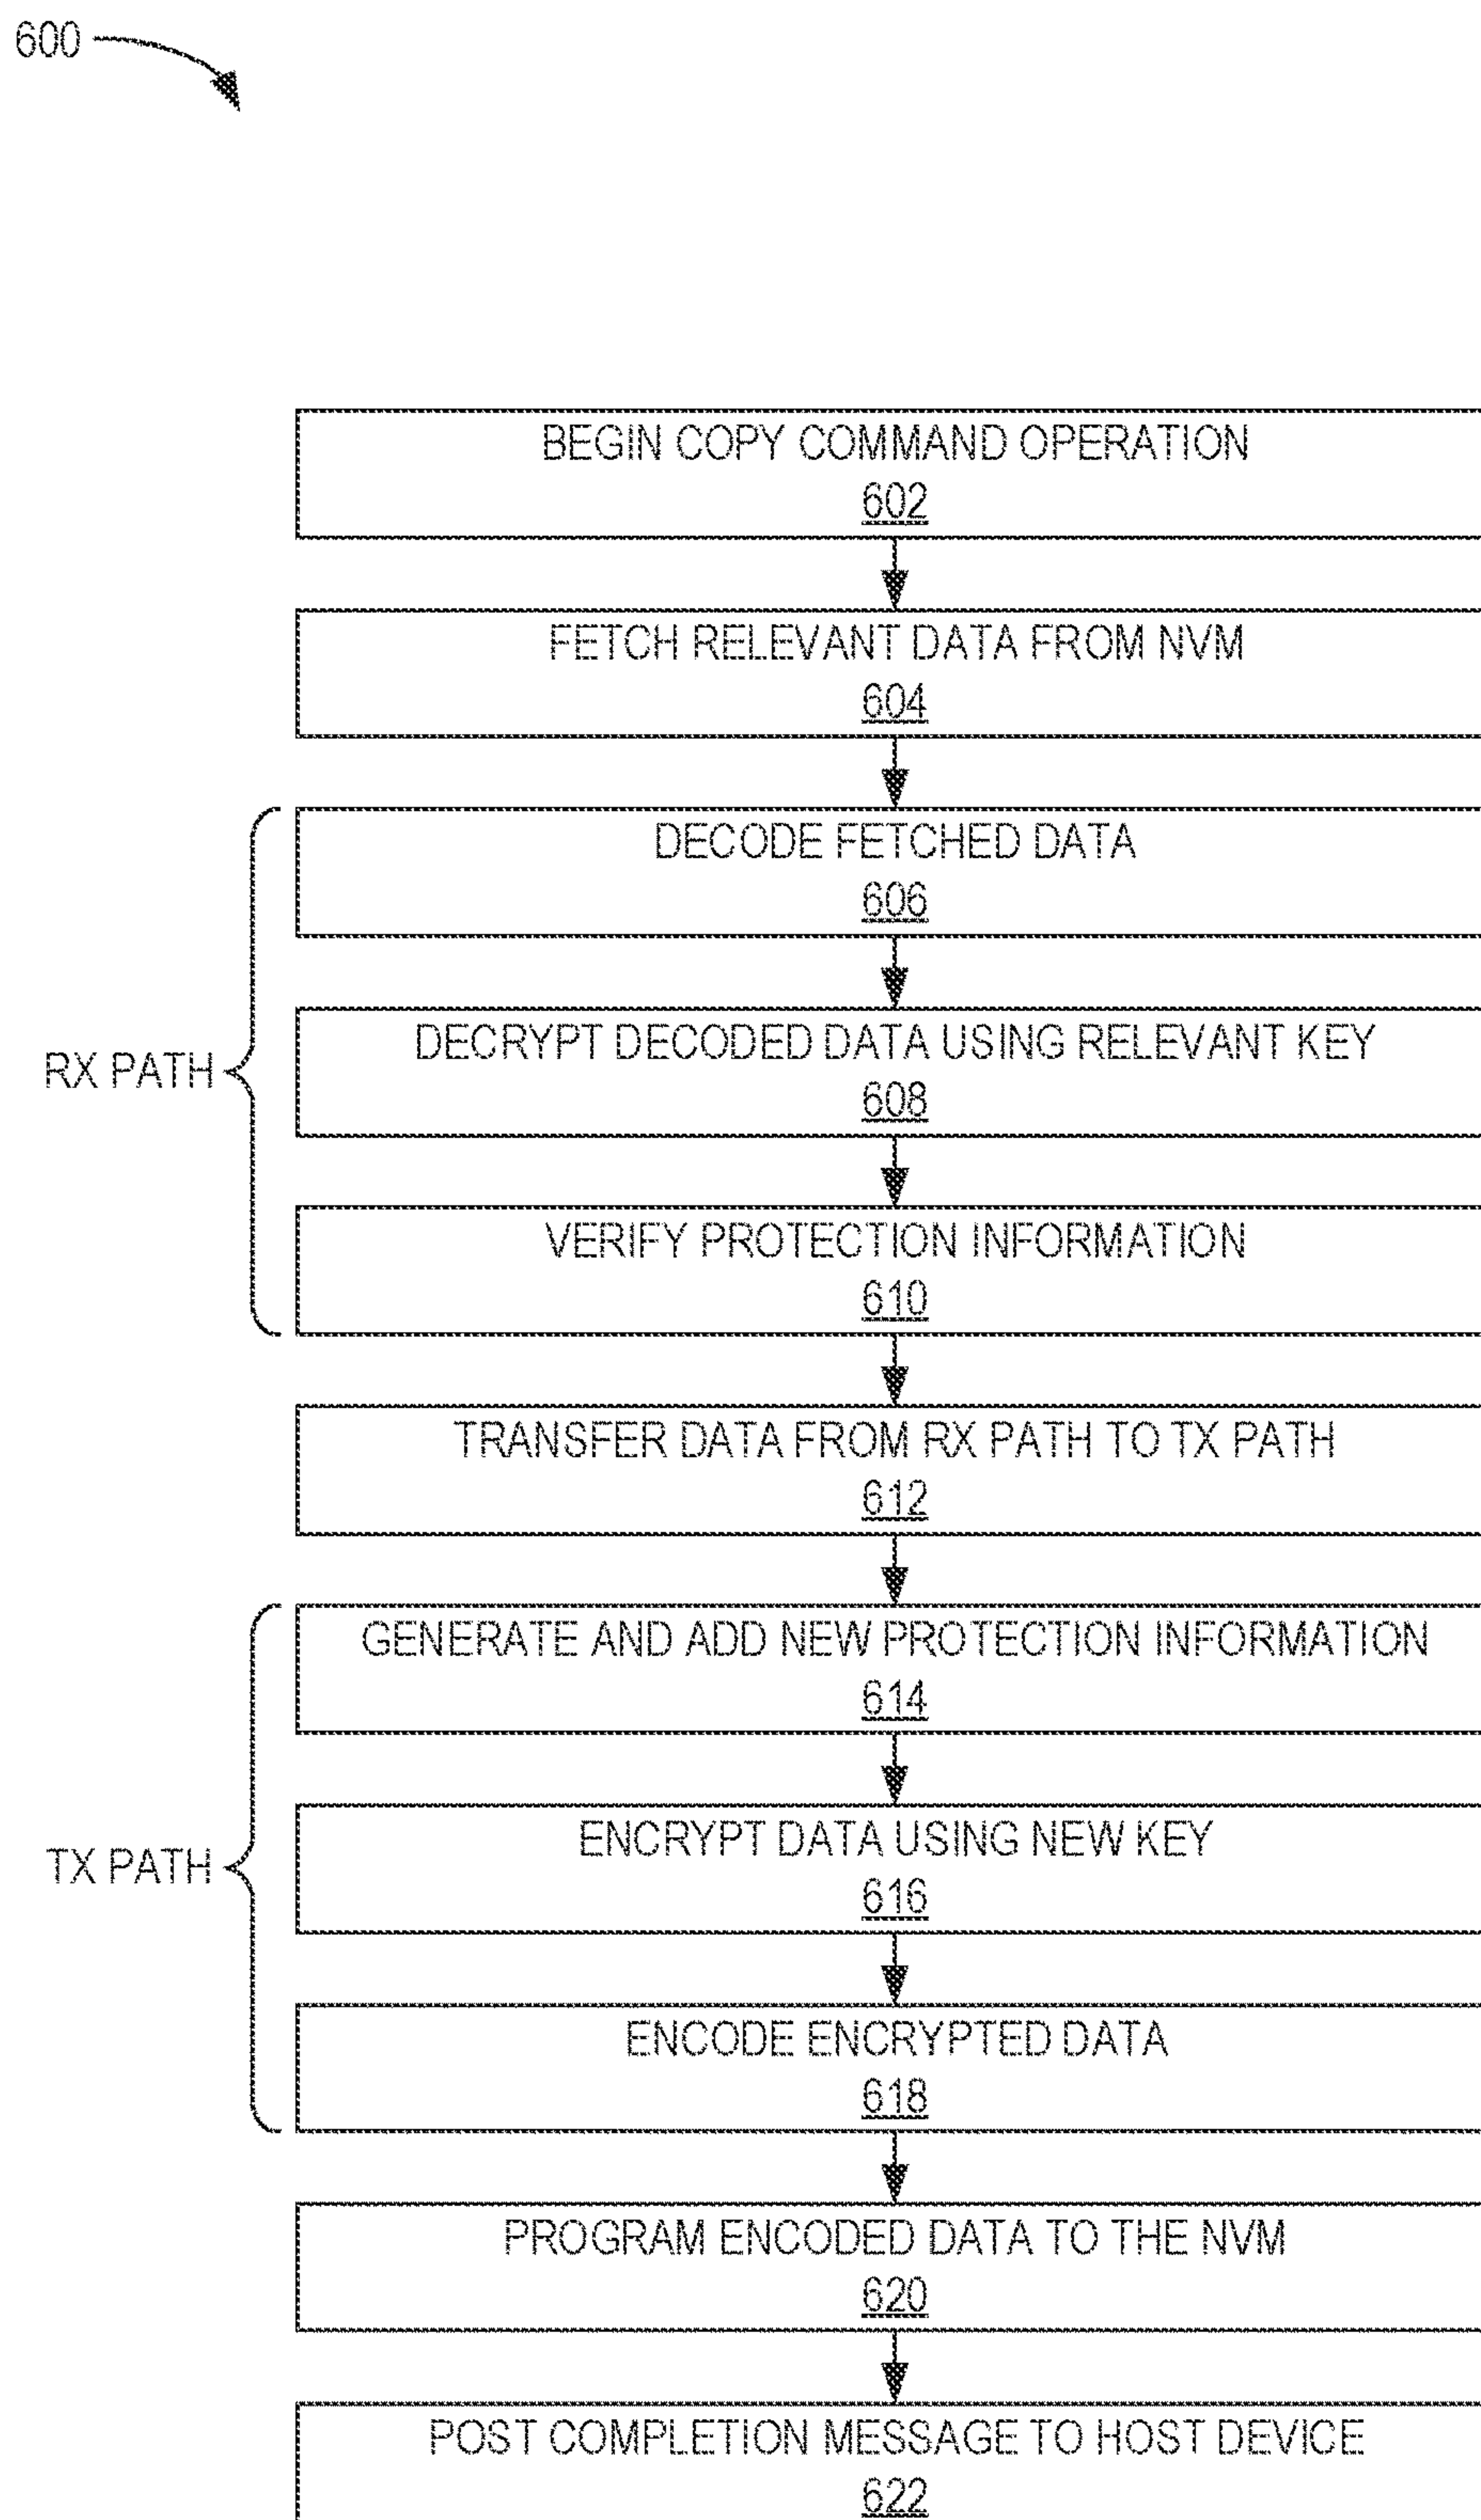 600
BEGIN COPY COMMAND OPERATION
602
FETCH RELEVANT DATA FROM NVM
604
DECODE FETCHED DATA
606
DECRYPT DECODED DATA USING RELEVANT KEY
608
RX PATH
VERIFY PROTECTION INFORMATION
610
TRANSFER DATA FROM RX PATH TO TX PATH
612
GENERATE AND ADD NEW PROTECTION INFORMATION
614
ENCRYPT DATA USING NEW KEY
616
TX PATH
ENCODE ENCRYPTED DATA
618
PROGRAM ENCODED DATA TO THE NVM
620
POST COMPLETION MESSAGE TO HOST DEVICE
622